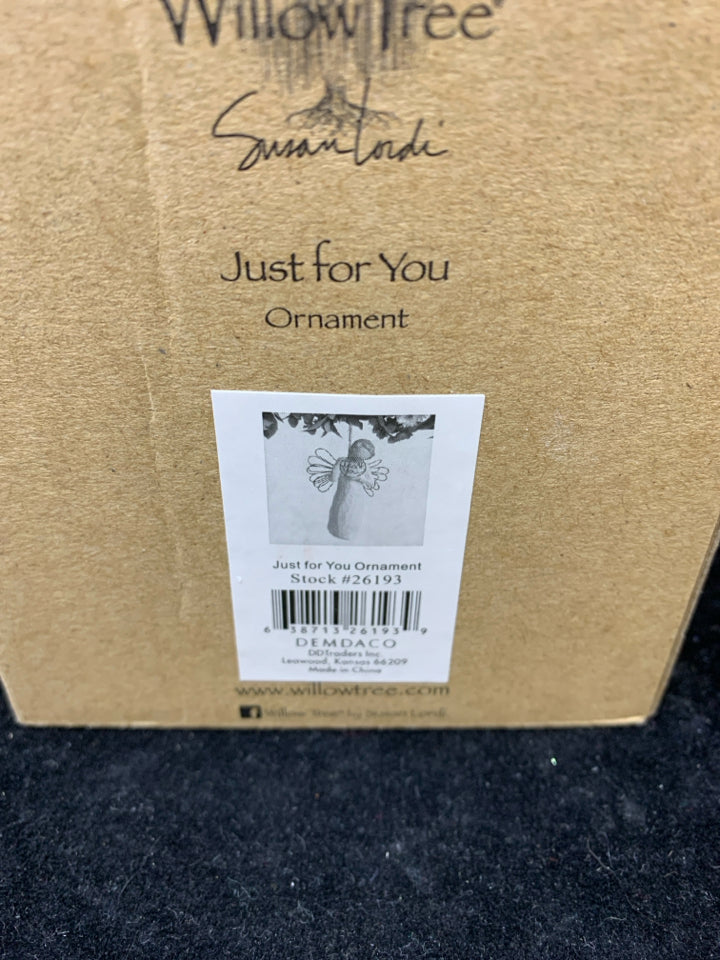 Willow Tree®
Susan Lordi
Just for You
Ornament
Just for You Ornament
Stock #26193
6 38713 26193 9
DEMDACO
DDTraders Inc.
Leawood, Kansas 66209
Made in China
www.willowtree.com
Willow Tree® by Susan Lordi